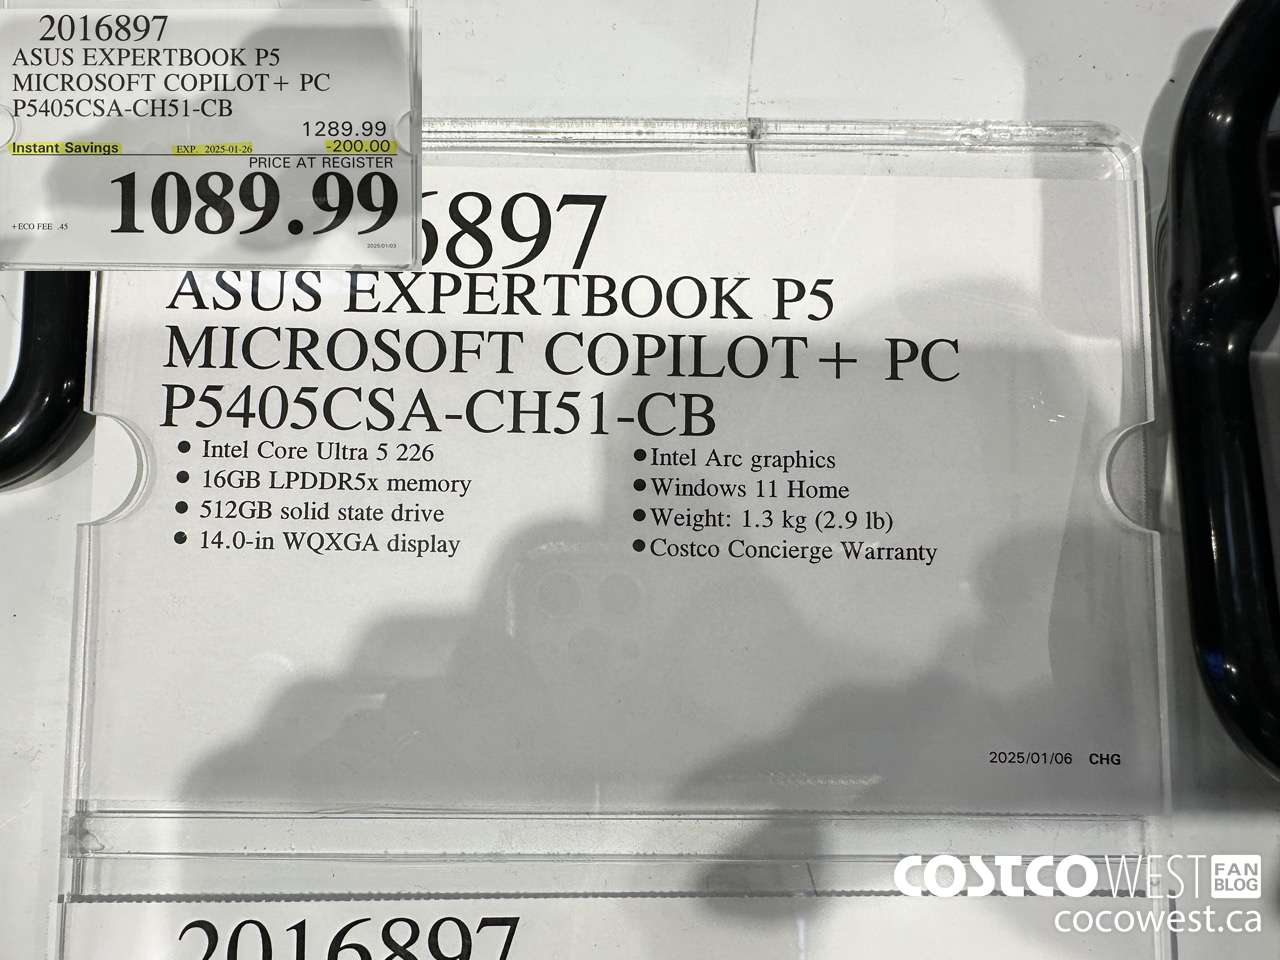 2016897
ASUS EXPERTBOOK P5
MICROSOFT COPILOT+ PC
P5405CSA-CH51-CB
1289.99
Instant Savings EXP. 2025-01-26 -200.00
PRICE AT REGISTER
1089.99
+ECO FEE .45
2025/01/03
6897
ASUS EXPERTBOOK P5
MICROSOFT COPILOT+ PC
P5405CSA-CH51-CB
• Intel Core Ultra 5 226
• 16GB LPDDR5x memory
• 512GB solid state drive
• 14.0-in WQXGA display
• Intel Arc graphics
• Windows 11 Home
• Weight: 1.3 kg (2.9 lb)
• Costco Concierge Warranty
2025/01/06 CHG
2016897
COSTCO WEST FAN BLOG
cocowest.ca